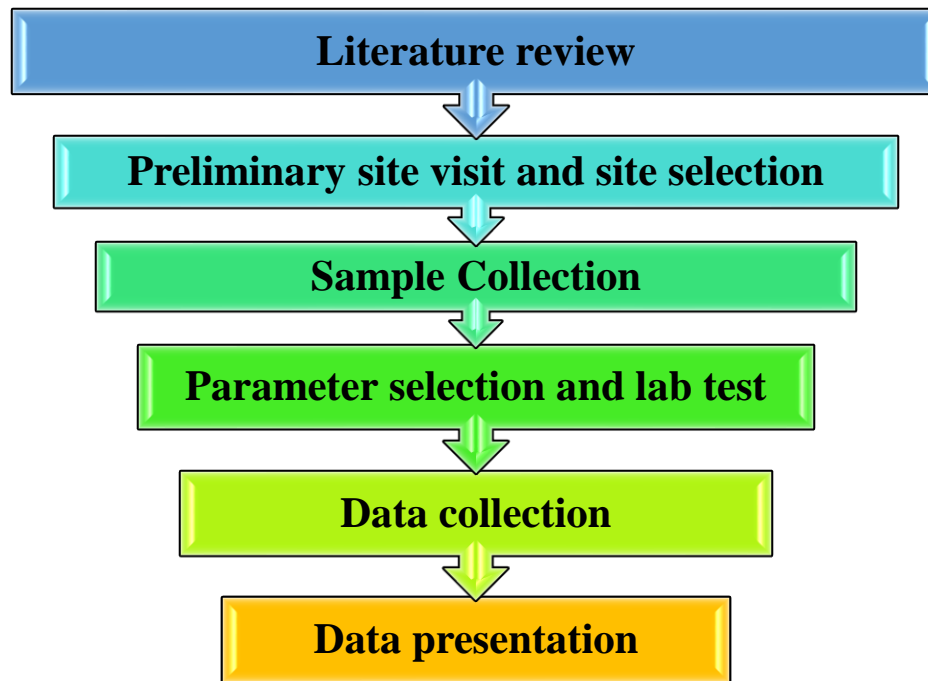 Literature review
Preliminary site visit and site selection
Sample Collection
Parameter selection and lab test
Data collection
Data presentation